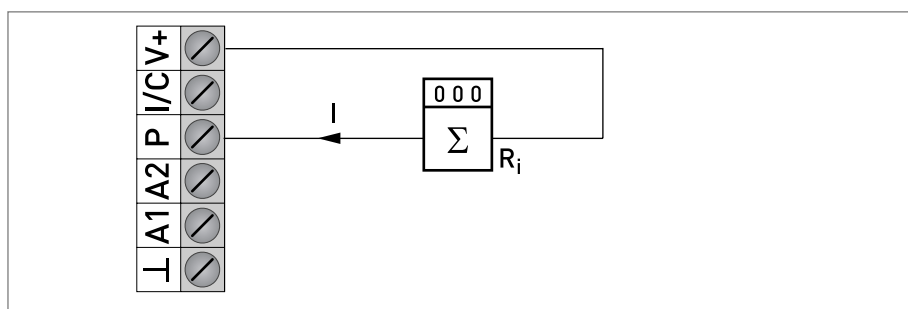 V+
I/C
P
A2
A1
⊥
I
000
Σ
Ri